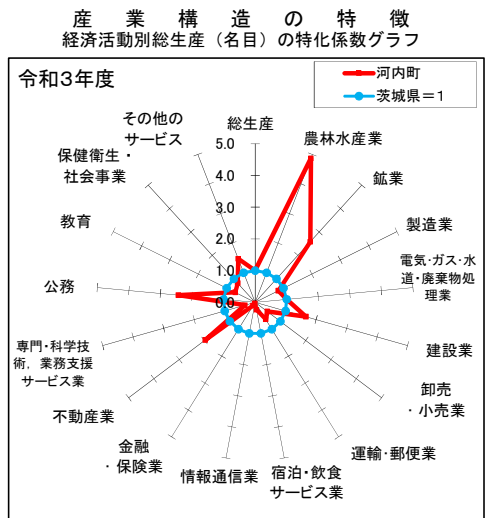 産業構造の特徴
経済活動別総生産（名目）の特化係数グラフ
令和3年度
河内町
茨城県＝1
総生産
農林水産業
鉱業
製造業
電気・ガス・水
道・廃棄物処
理業
建設業
卸売
・小売業
運輸・郵便業
宿泊・飲食
サービス業
情報通信業
金融
・保険業
不動産業
専門・科学技
術，業務支援
サービス業
公務
教育
保健衛生・
社会事業
その他の
サービス
5.0
4.0
3.0
2.0
1.0
0.0